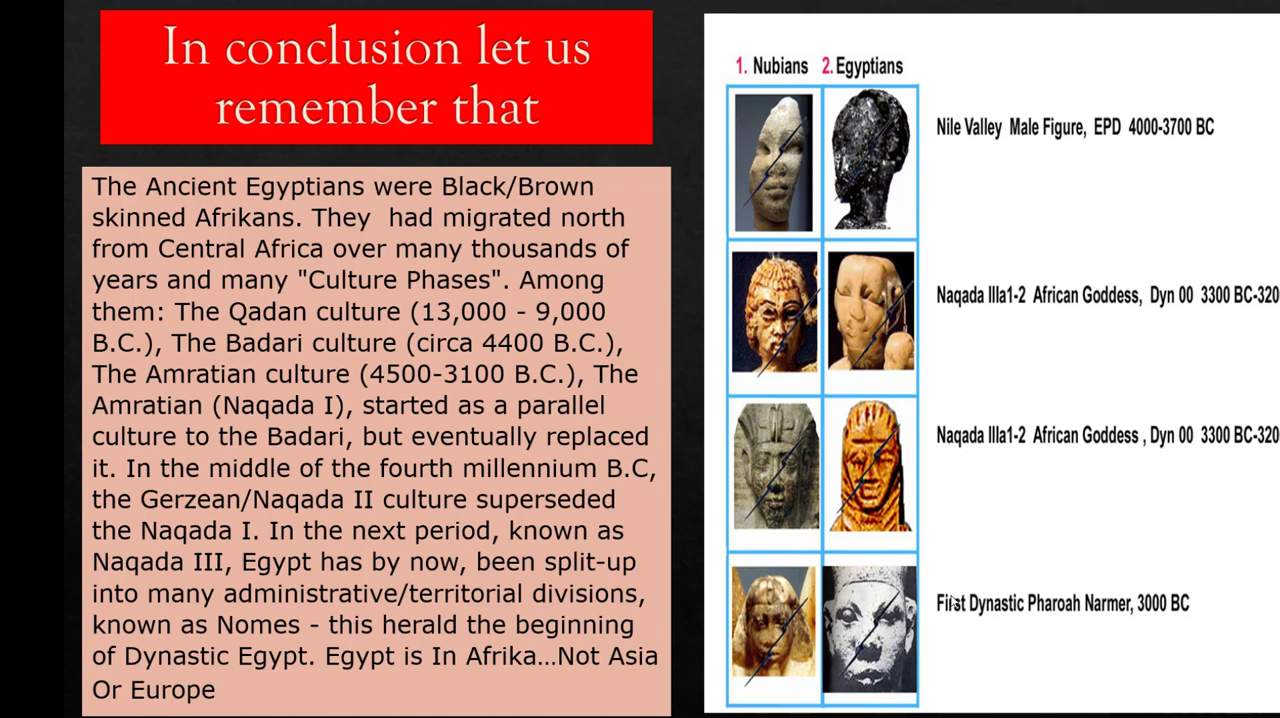 In conclusion let us
remember that
The Ancient Egyptians were Black/Brown
skinned Afrikans. They  had migrated north
from Central Africa over many thousands of
years and many "Culture Phases". Among
them: The Qadan culture (13,000 - 9,000
B.C.), The Badari culture (circa 4400 B.C.),
The Amratian culture (4500-3100 B.C.), The
Amratian (Naqada I), started as a parallel
culture to the Badari, but eventually replaced
it. In the middle of the fourth millennium B.C,
the Gerzean/Naqada II culture superseded
the Naqada I. In the next period, known as
Naqada III, Egypt has by now, been split-up
into many administrative/territorial divisions,
known as Nomes - this herald the beginning
of Dynastic Egypt. Egypt is In Afrika...Not Asia
Or Europe
1. Nubians 2. Egyptians
Nile Valley Male Figure, EPD 4000-3700 BC
Naqada IIIa1-2 African Goddess, Dyn 00 3300 BC-320
Naqada IIIa1-2 African Goddess , Dyn 00 3300 BC-320
First Dynastic Pharoah Narmer, 3000 BC